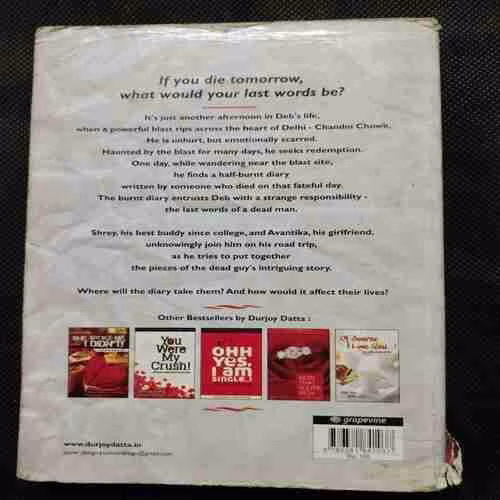 If you die tomorrow,
what would your last words be?
It's just another afternoon in Deb's life,
when a powerful blast rips across the heart of Delhi - Chandni Chowk.
He is unhurt, but emotionally scarred.
Haunted by the blast for many days, he seeks redemption.
One day, while wandering near the blast site,
he finds a half-burnt diary
written by someone who died on that fateful day.
The burnt diary entrusts Deb with a strange responsibility -
the last words of a dead man.
Shrey, his best buddy since college, and Avantika, his girlfriend,
unknowingly join him on his road trip,
as he tries to put together
the pieces of the dead guy's intriguing story.
Where will the diary take them? And how would it affect their lives?
Other Bestsellers by Durjoy Datta :
You
Were
My
Crush!
OHH
YES,
I AM
SINGLE..!
grapevine
www.durjoydatta.in